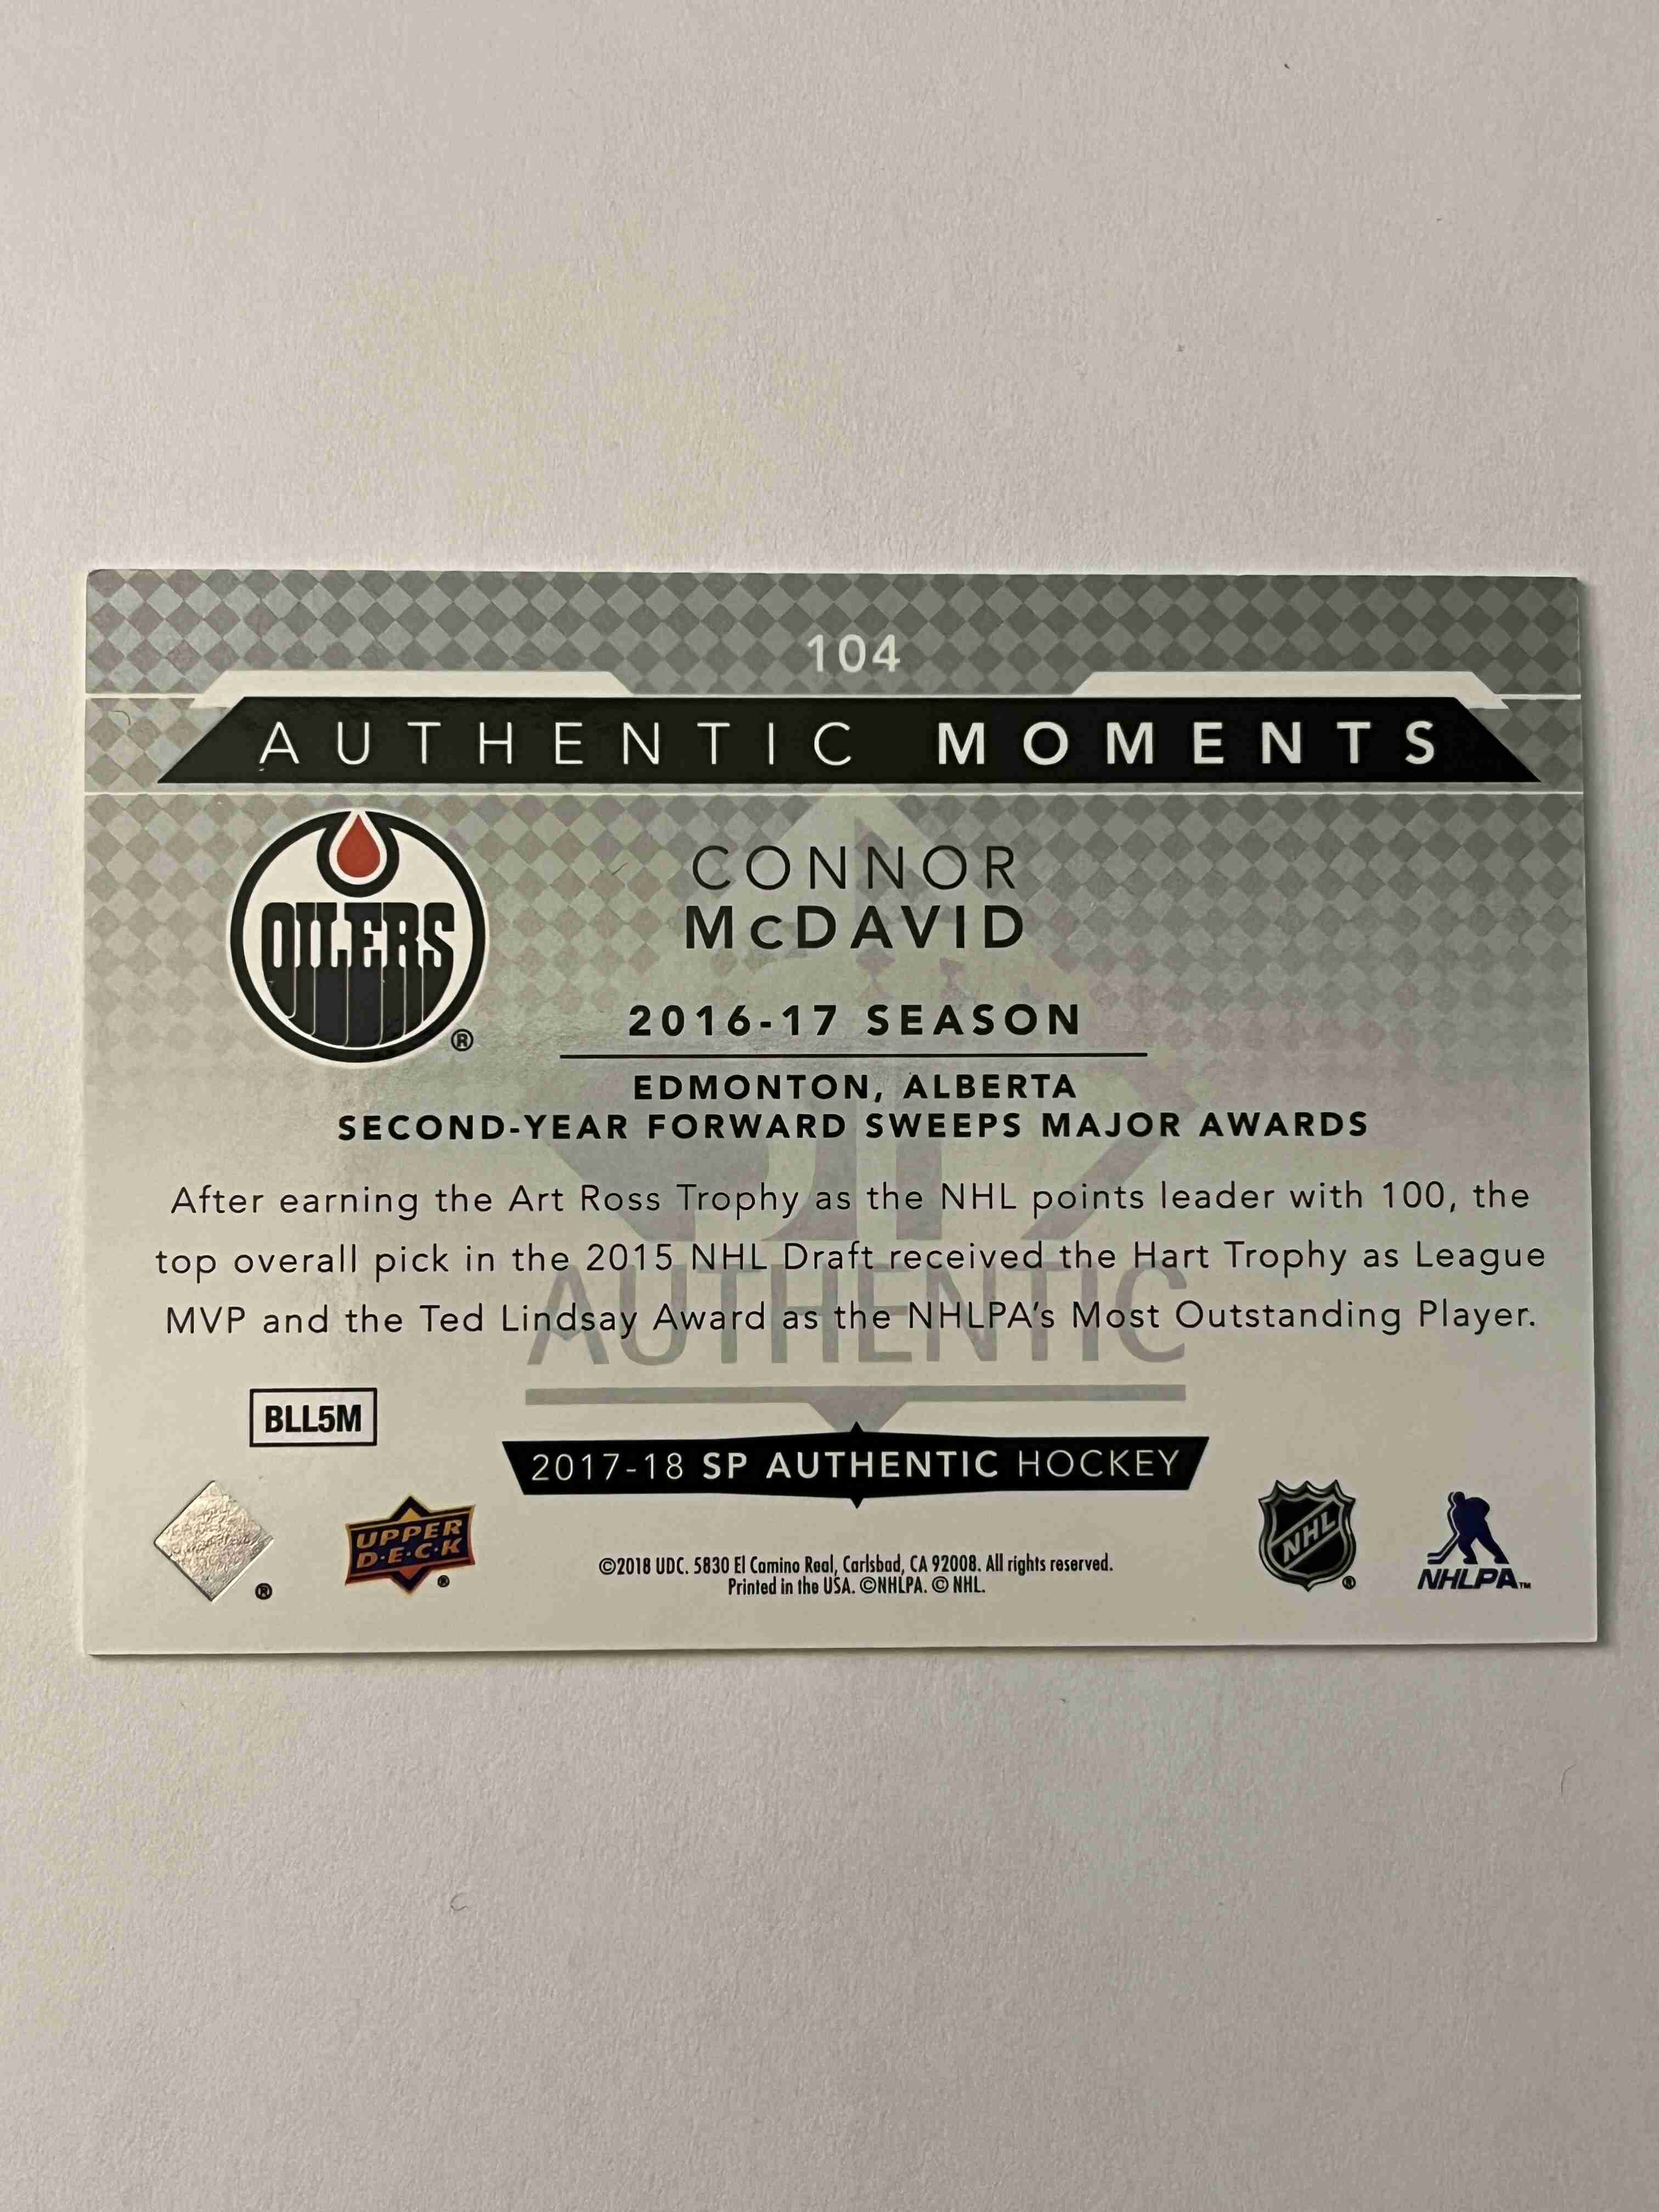 104
AUTHENTIC MOMENTS
OILERS
®
CONNOR
McDAVID
2016-17 SEASON
EDMONTON, ALBERTA
SECOND-YEAR FORWARD SWEEPS MAJOR AWARDS
After earning the Art Ross Trophy as the NHL points leader with 100, the
top overall pick in the 2015 NHL Draft received the Hart Trophy as League
MVP and the Ted Lindsay Award as the NHLPA's Most Outstanding Player.
AUTHENTIC
BLL5M
2017-18 SP AUTHENTIC HOCKEY
®
UPPER
D·E·C·K
®
©2018 UDC. 5830 El Camino Real, Carlsbad, CA 92008. All rights reserved.
Printed in the USA. ©NHLPA. © NHL.
NHL
®
NHLPA™